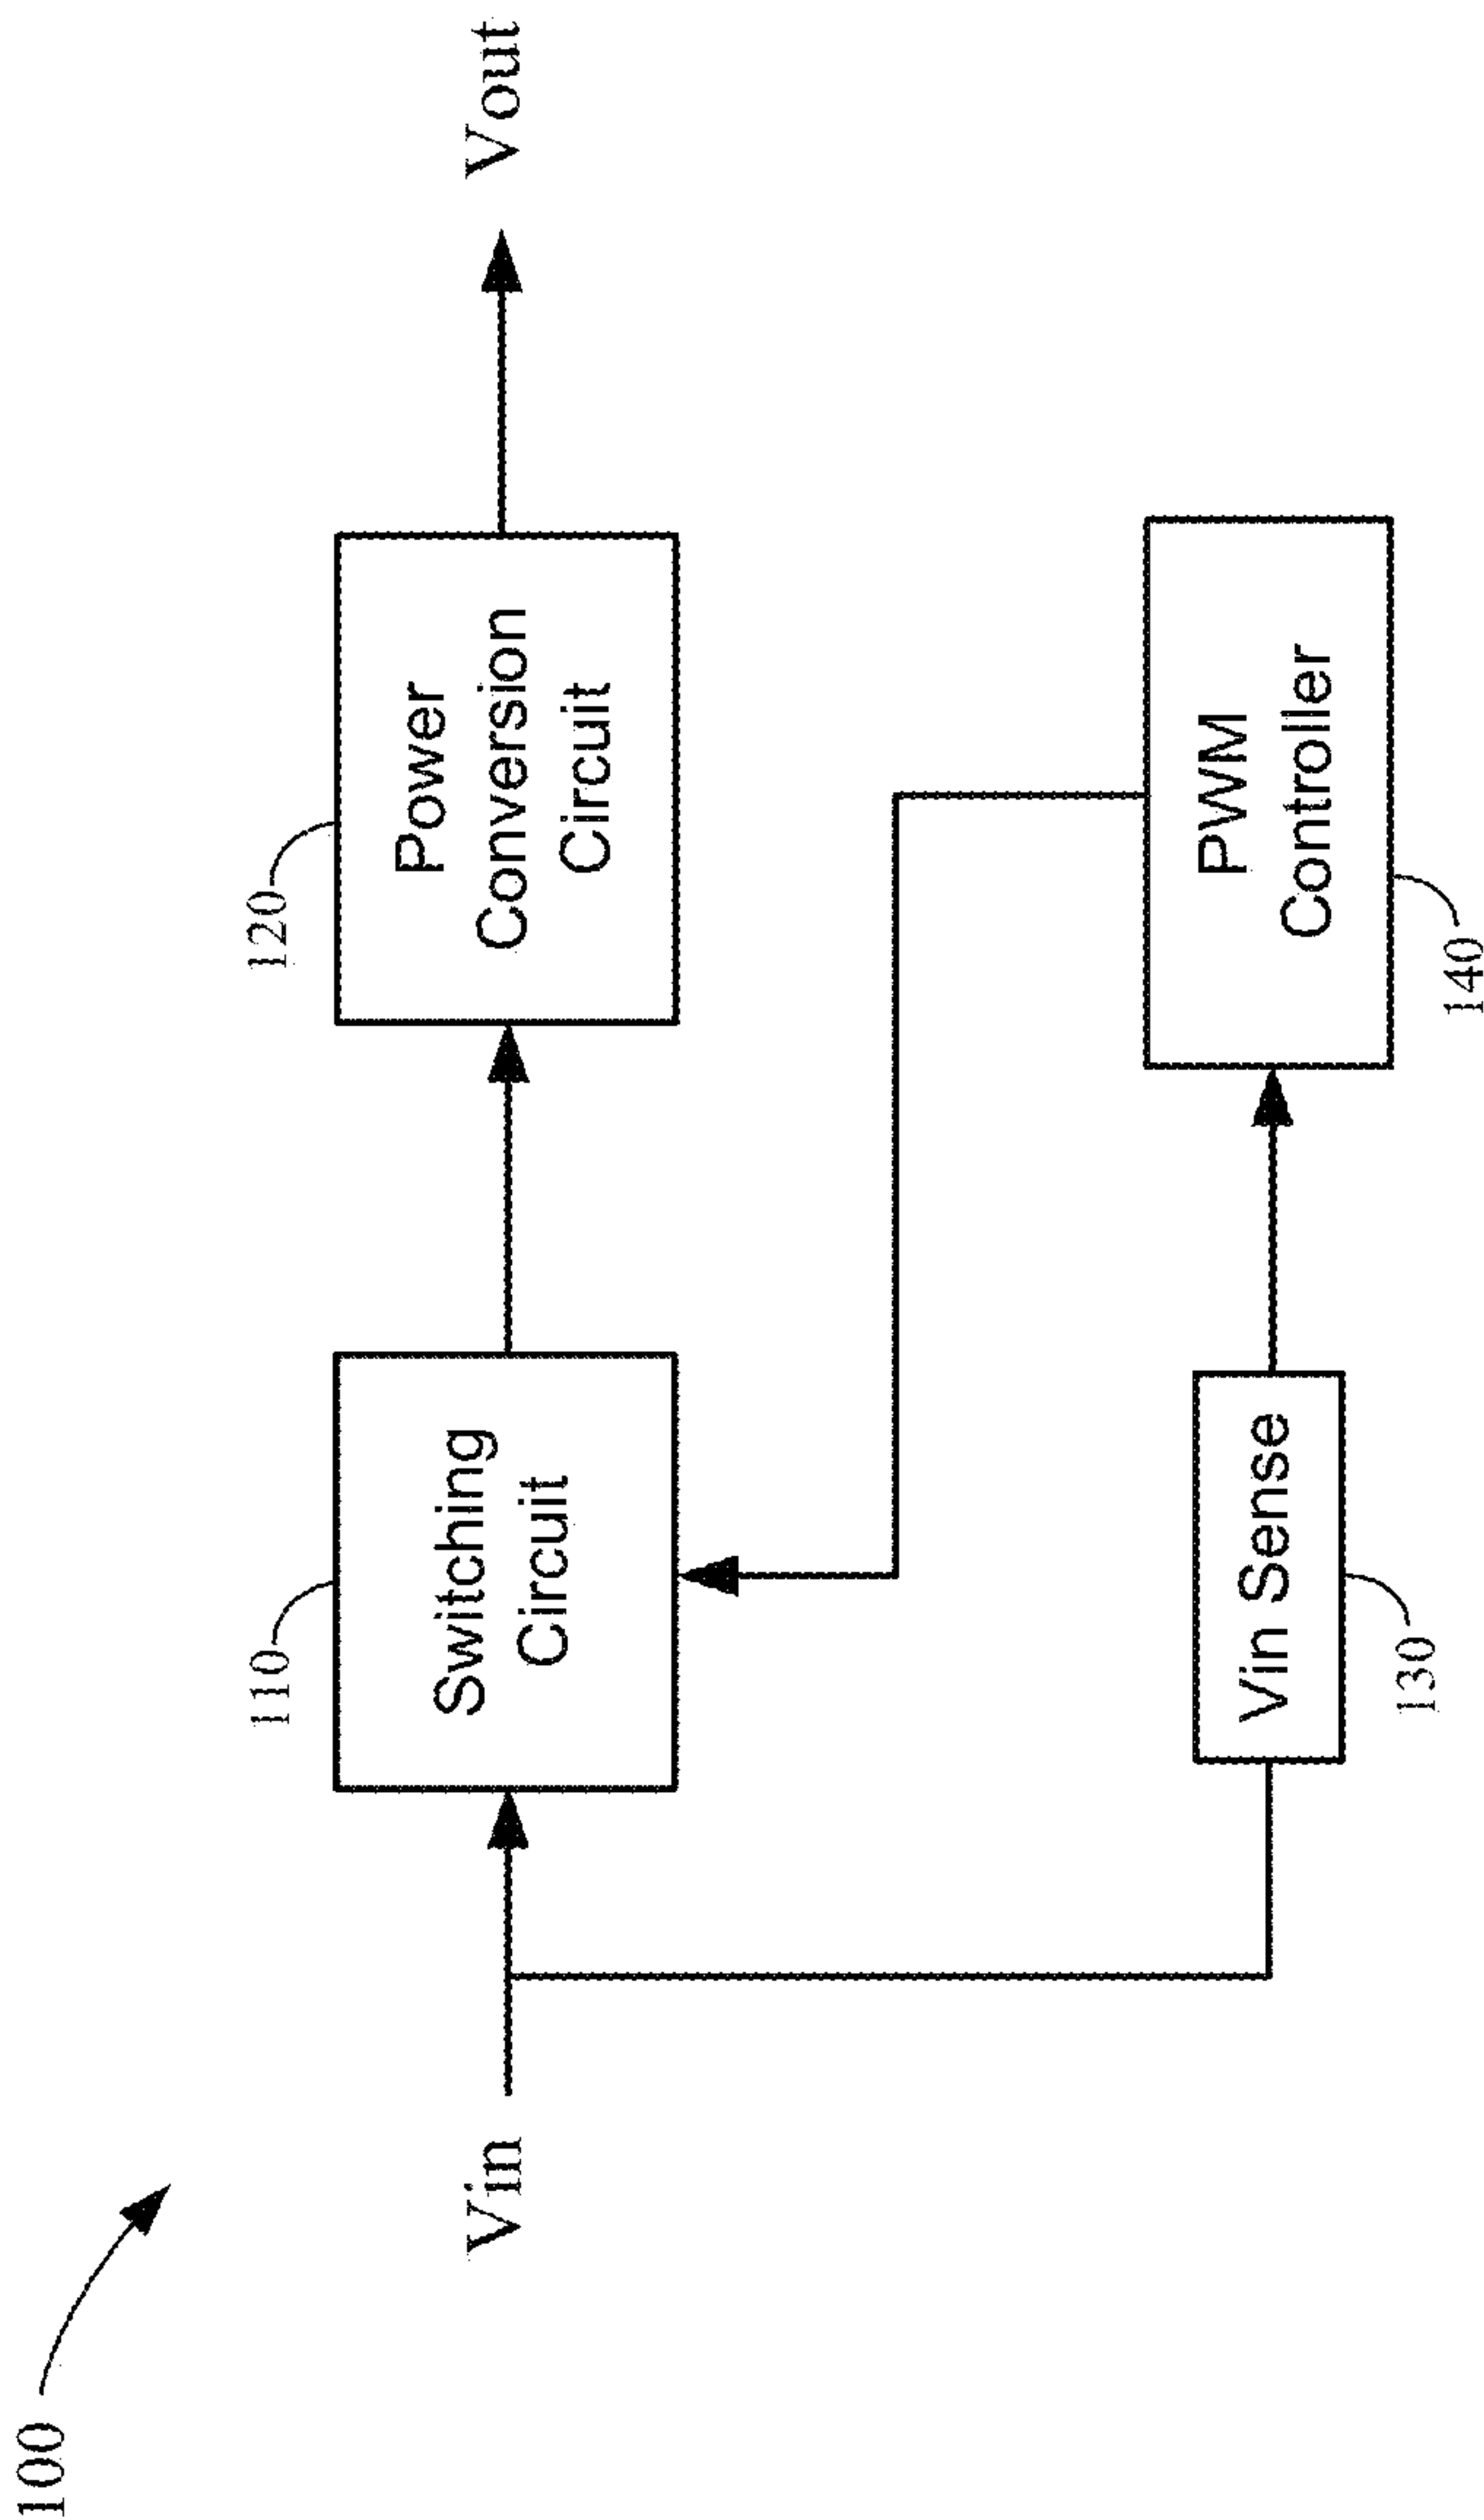 100
110
120
Vin
Switching
Circuit
Power
Conversion
Circuit
Vout
Vin Sense
PWM
Controller
130
140